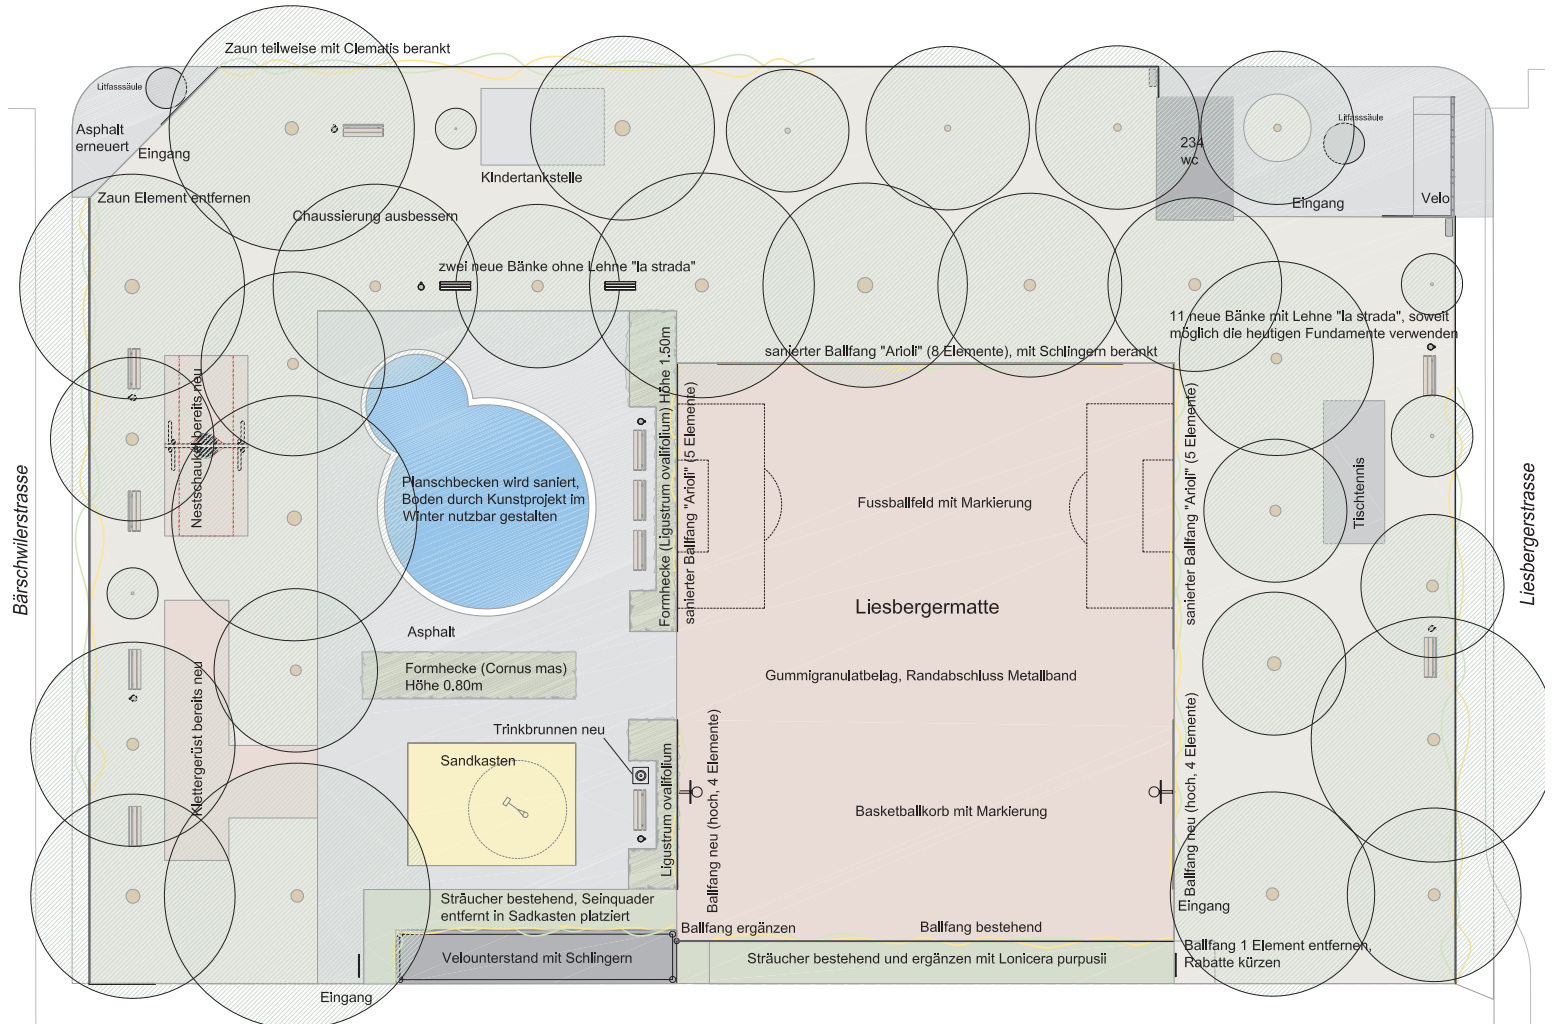 Zaun teilweise mit Clematis berankt
Litfasssäule
Asphalt
erneuert
Eingang
Zaun Element entfernen
KIndertankstelle
Chaussierung ausbessern
234
wc
Litfasssäule
Eingang
Velo
zwei neue Bänke ohne Lehne "la strada"
11 neue Bänke mit Lehne "la strada", soweit
möglich die heutigen Fundamente verwenden
sanierter Ballfang "Arioli" (8 Elemente), mit Schlingern berankt
Nestschaukel bereits neu
Planschbecken wird saniert,
Boden durch Kunstprojekt im
Winter nutzbar gestalten
Formhecke (Ligustrum ovalifolium) Höhe 1.50m
sanierter Ballfang "Arioli" (5 Elemente)
Fussballfeld mit Markierung
sanierter Ballfang "Arioli" (5 Elemente)
Tischtennis
Bärschwilerstrasse
Liesbergerstrasse
Liesbergermatte
Asphalt
Formhecke (Cornus mas)
Höhe 0.80m
Gummigranulatbelag, Randabschluss Metallband
Klettergerüst bereits neu
Trinkbrunnen neu
Sandkasten
Ligustrum ovalifolium
Ballfang neu (hoch, 4 Elemente)
Basketballkorb mit Markierung
Ballfang neu (hoch, 4 Elemente)
Sträucher bestehend, Seinquader
entfernt in Sadkasten platziert
Ballfang ergänzen
Ballfang bestehend
Eingang
Ballfang 1 Element entfernen,
Rabatte kürzen
Velounterstand mit Schlingern
Sträucher bestehend und ergänzen mit Lonicera purpusii
Eingang